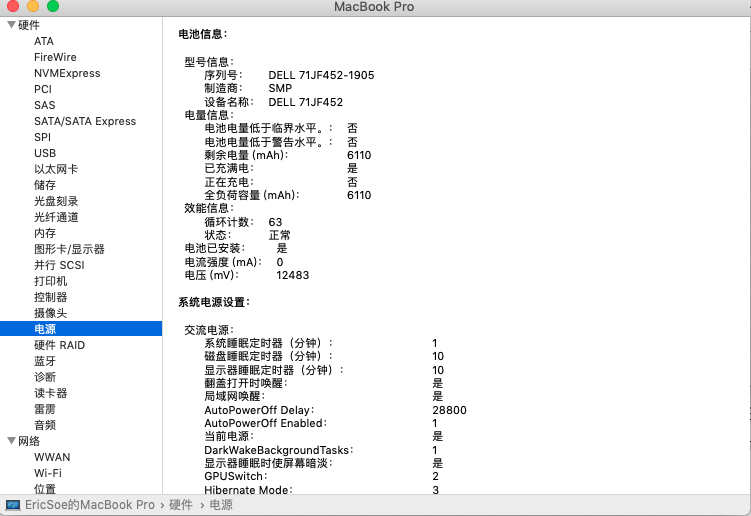 MacBook Pro
硬件
ATA
FireWire
NVMExpress
PCI
SAS
SATA/SATA Express
SPI
USB
以太网卡
储存
光盘刻录
光纤通道
内存
图形卡/显示器
并行 SCSI
打印机
控制器
摄像头
电源
硬件 RAID
蓝牙
诊断
读卡器
雷雳
音频
网络
WWAN
Wi-Fi
位置
电池信息：
型号信息：
序列号： DELL 71JF452-1905
制造商： SMP
设备名称： DELL 71JF452
电量信息：
电池电量低于临界水平。： 否
电池电量低于警告水平。： 否
剩余电量 (mAh)： 6110
已充满电： 是
正在充电： 否
全负荷容量 (mAh)： 6110
效能信息：
循环计数： 63
状态： 正常
电池已安装： 是
电流强度 (mA)： 0
电压 (mV)： 12483
系统电源设置：
交流电源：
系统睡眠定时器（分钟）： 1
磁盘睡眠定时器（分钟）： 10
显示器睡眠定时器（分钟）： 10
翻盖打开时唤醒： 是
局域网唤醒： 是
AutoPowerOff Delay： 28800
AutoPowerOff Enabled： 1
当前电源： 是
DarkWakeBackgroundTasks： 1
显示器睡眠时使屏幕暗淡： 是
GPUSwitch： 2
Hibernate Mode： 3
EricSoe的MacBook Pro › 硬件 › 电源